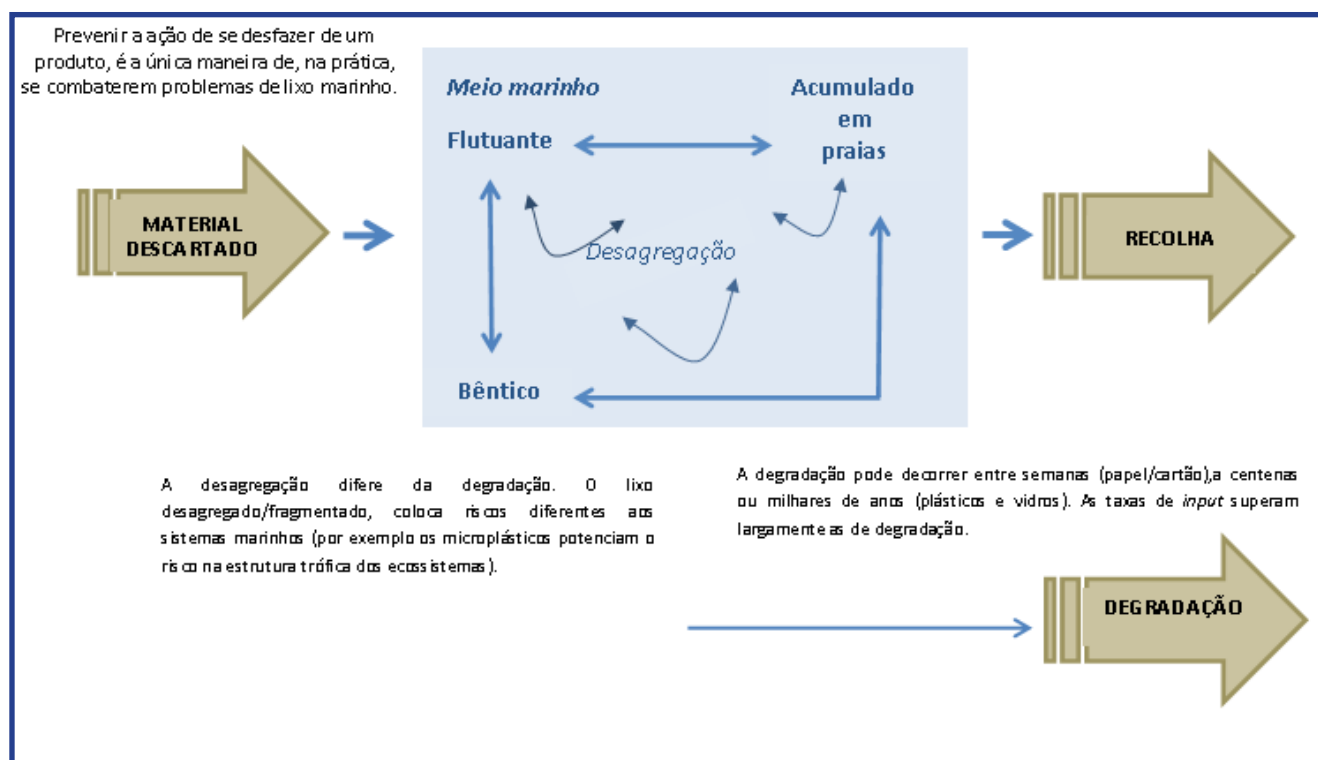 Prevenir a ação de se desfazer de um
produto, é a única maneira de, na prática,
se combaterem problemas de lixo marinho.
Meio marinho
Flutuante
Acumulado
em
praias
MATERIAL
DESCARTADO
Desagregação
RECOLHA
Bêntico
A desagregação difere da degradação. O lixo
desagregado/fragmentado, coloca riscos diferentes aos
sistemas marinhos (por exemplo os microplásticos potenciam o
risco na estrutura trófica dos ecossistemas).
A degradação pode decorrer entre semanas (papel/cartão),a centenas
ou milhares de anos (plásticos e vidros). As taxas de input superam
largamente as de degradação.
DEGRADAÇÃO